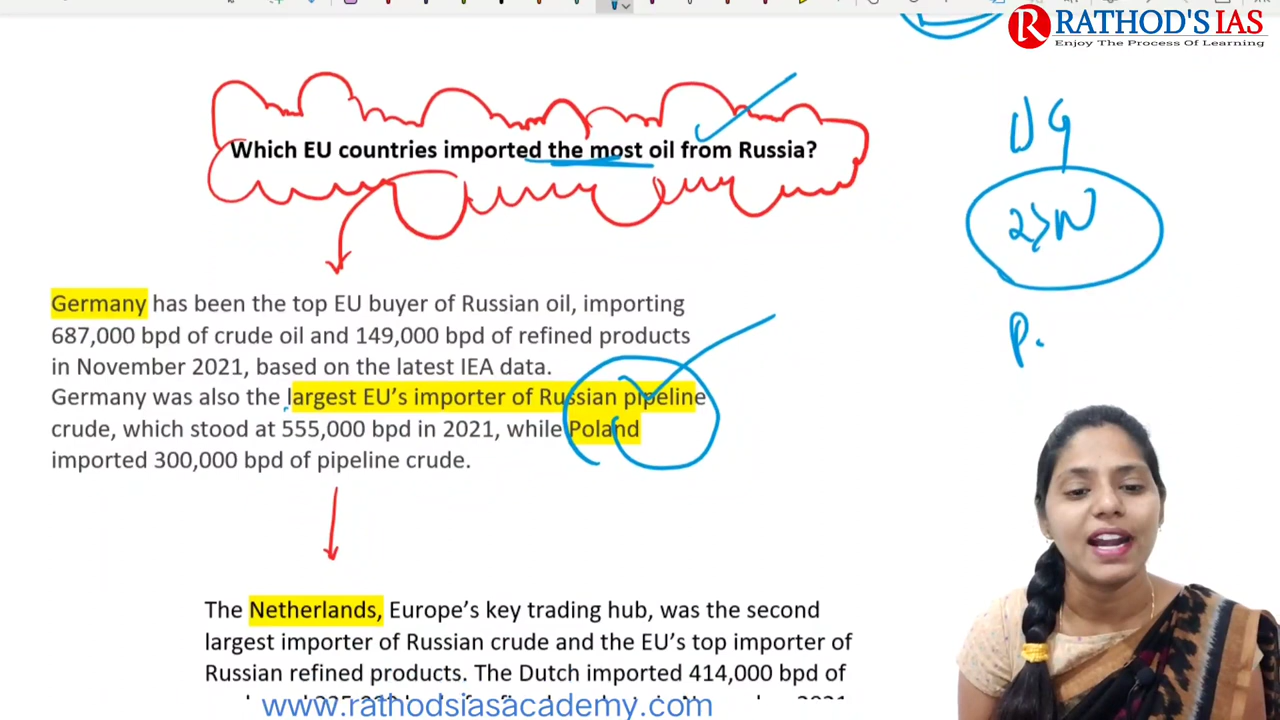 RATHOD'S IAS
Enjoy The Process Of Learning
Which EU countries imported the most oil from Russia?
Germany has been the top EU buyer of Russian oil, importing
687,000 bpd of crude oil and 149,000 bpd of refined products
in November 2021, based on the latest IEA data.
Germany was also the largest EU's importer of Russian pipeline
crude, which stood at 555,000 bpd in 2021, while Poland
imported 300,000 bpd of pipeline crude.
The Netherlands, Europe's key trading hub, was the second
largest importer of Russian crude and the EU's top importer of
Russian refined products. The Dutch imported 414,000 bpd of
www.rathodsiasacademy.com